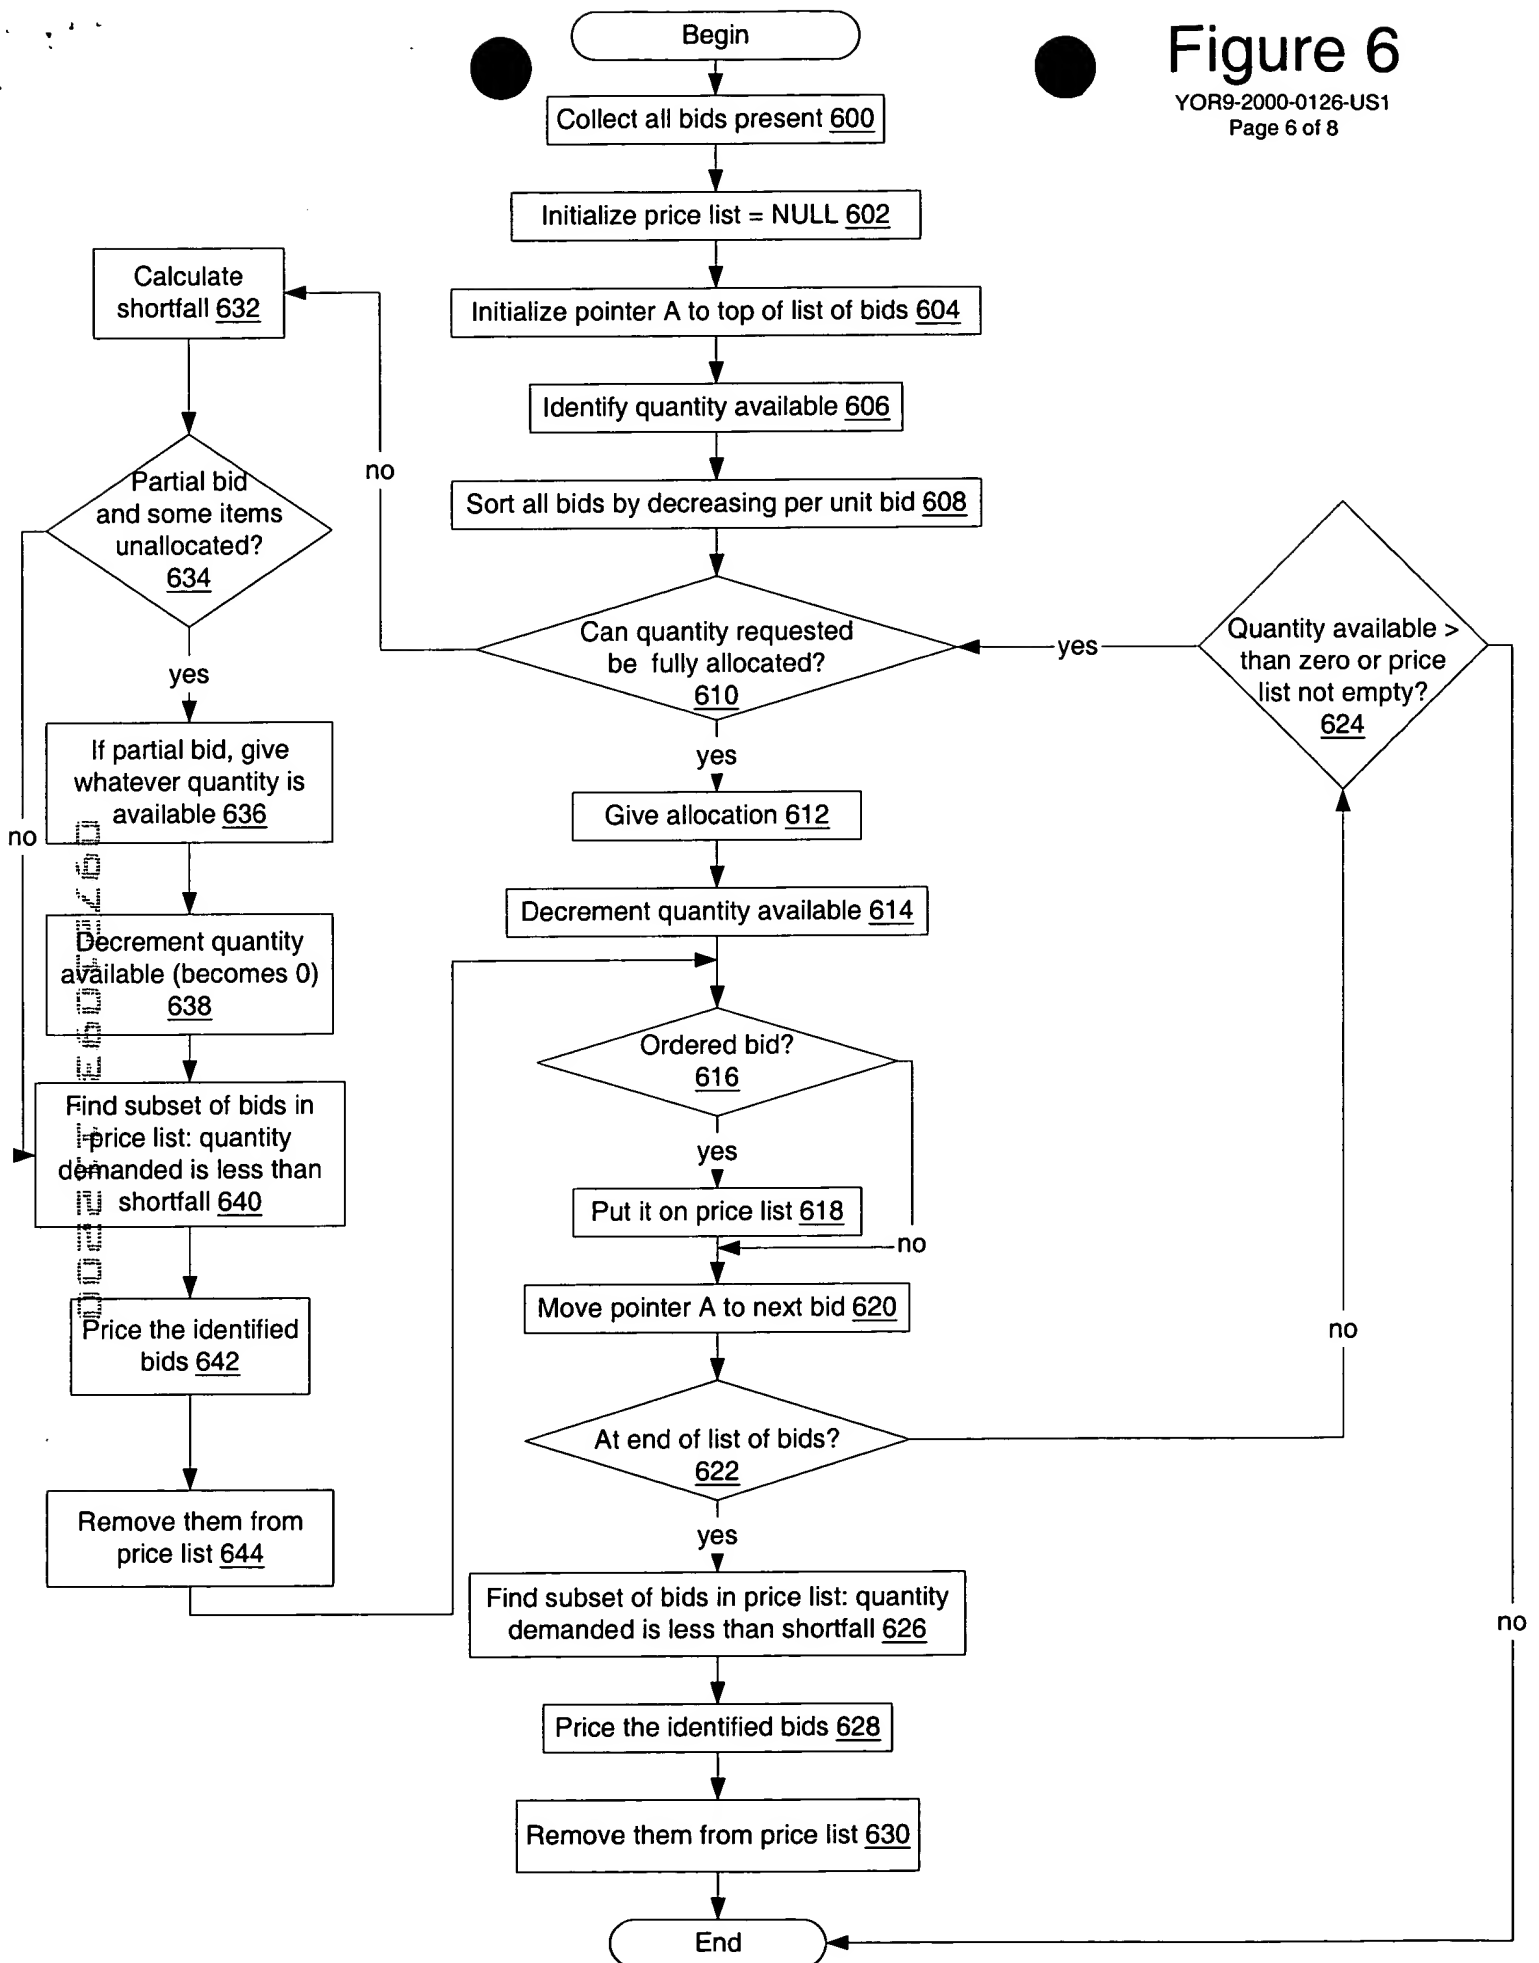 Begin
Figure 6
YOR9-2000-0126-US1
Page 6 of 8
Collect all bids present 600
Initialize price list = NULL 602
Initialize pointer A to top of list of bids 604
Identify quantity available 606
Sort all bids by decreasing per unit bid 608
Can quantity requested
be fully allocated?
610
no
yes
Give allocation 612
Decrement quantity available 614
Ordered bid?
616
yes
Put it on price list 618
no
Move pointer A to next bid 620
At end of list of bids?
622
no
yes
Quantity available >
than zero or price
list not empty?
624
yes
no
Find subset of bids in price list: quantity
demanded is less than shortfall 626
Price the identified bids 628
Remove them from price list 630
End
Calculate
shortfall 632
Partial bid
and some items
unallocated?
634
yes
no
If partial bid, give
whatever quantity is
available 636
Decrement quantity
available (becomes 0)
638
Find subset of bids in
price list: quantity
demanded is less than
shortfall 640
Price the identified
bids 642
Remove them from
price list 644